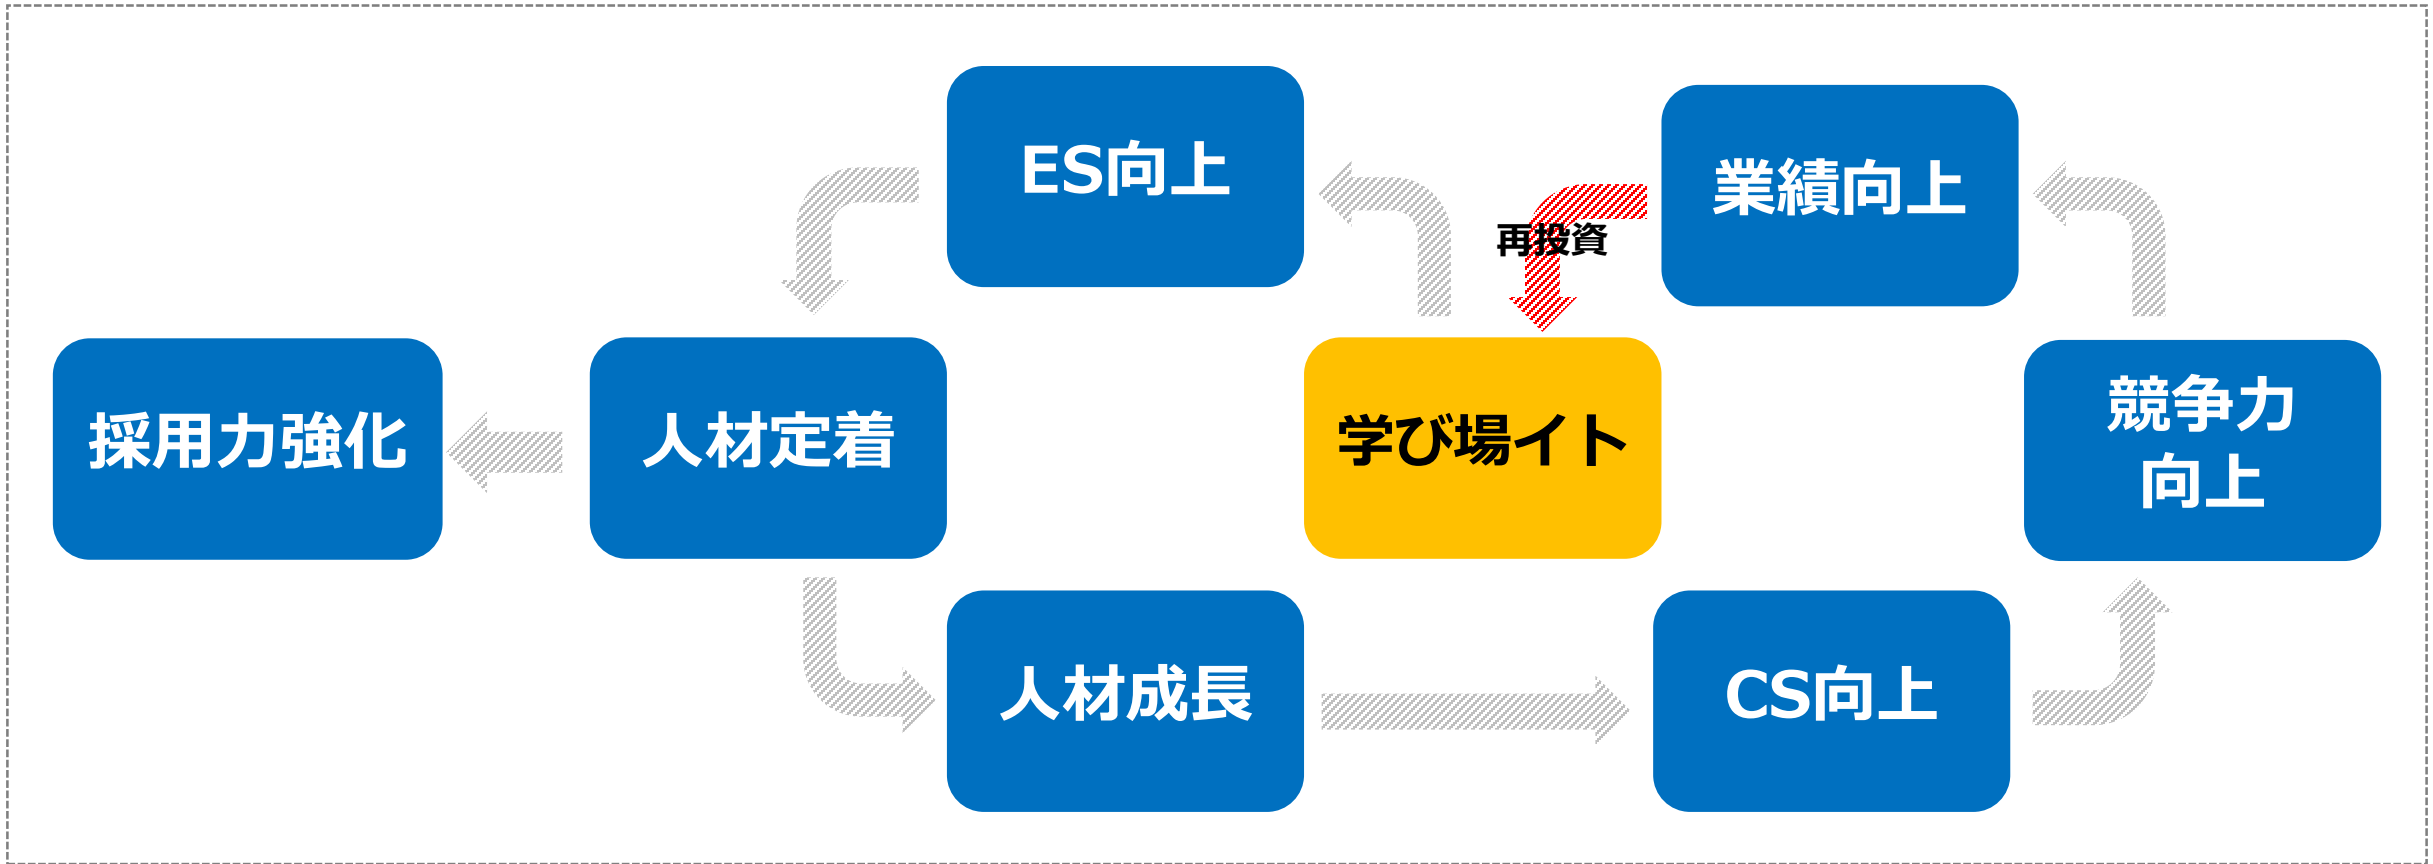 ES向上
業績向上
再投資
採用力強化
人材定着
学び場イト
競争力
向上
人材成長
CS向上